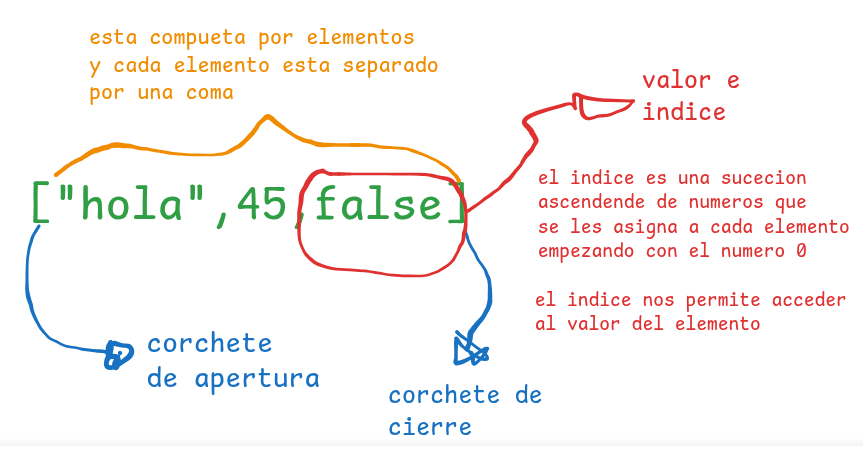 esta compueta por elementos
y cada elemento esta separado
por una coma
valor e
indice
["hola",45,false]
el indice es una sucecion
ascendende de numeros que
se les asigna a cada elemento
empezando con el numero 0
el indice nos permite acceder
al valor del elemento
corchete
de apertura
corchete de
cierre